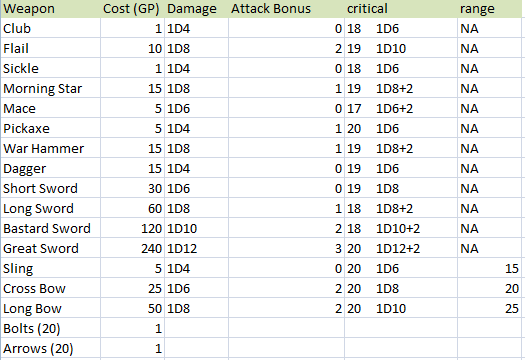 Weapon Cost (GP) Damage Attack Bonus critical range
Club 1 1D4 0 18 1D6 NA
Flail 10 1D8 2 19 1D10 NA
Sickle 1 1D4 0 18 1D6 NA
Morning Star 15 1D8 1 19 1D8+2 NA
Mace 5 1D6 0 17 1D6+2 NA
Pickaxe 5 1D4 1 20 1D6 NA
War Hammer 15 1D8 1 19 1D8+2 NA
Dagger 15 1D4 0 19 1D6 NA
Short Sword 30 1D6 0 19 1D8 NA
Long Sword 60 1D8 1 18 1D8+2 NA
Bastard Sword 120 1D10 2 18 1D10+2 NA
Great Sword 240 1D12 3 20 1D12+2 NA
Sling 5 1D4 0 20 1D6 15
Cross Bow 25 1D6 2 20 1D8 20
Long Bow 50 1D8 2 20 1D10 25
Bolts (20) 1
Arrows (20) 1